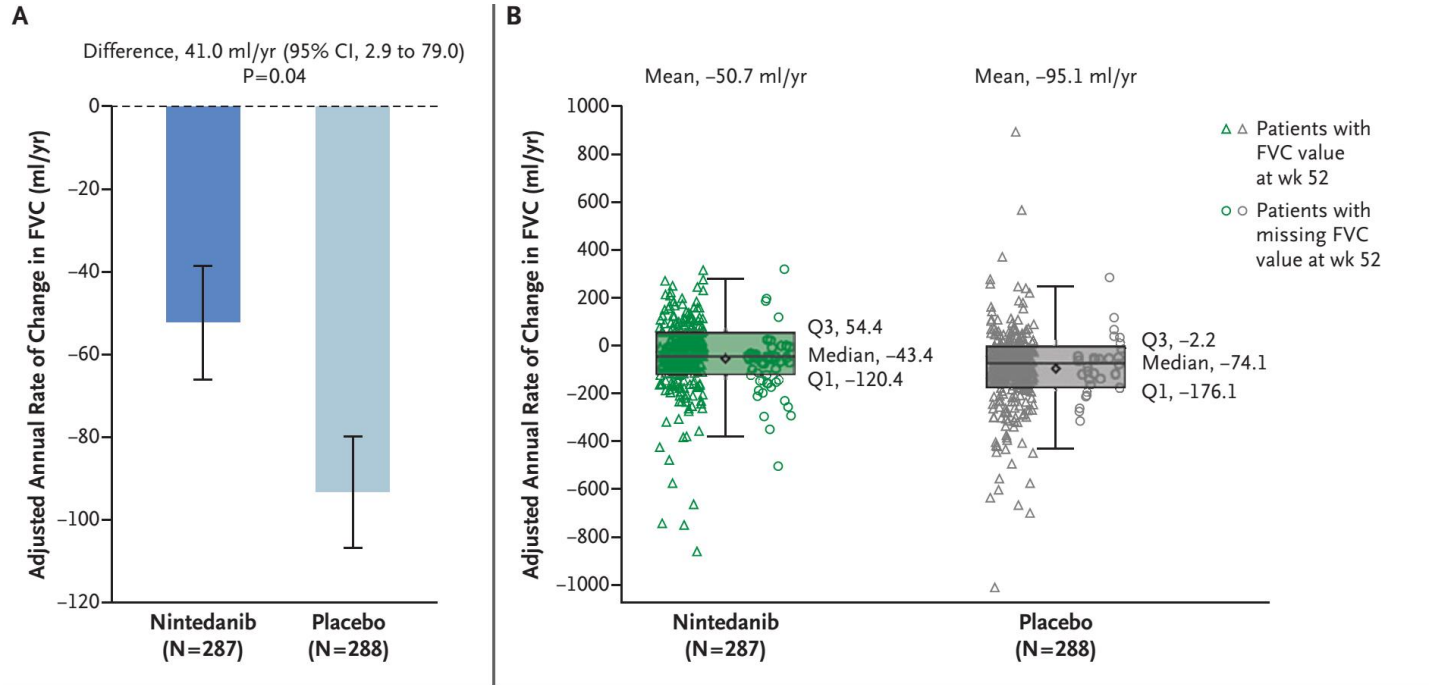 A
Difference, 41.0 ml/yr (95% CI, 2.9 to 79.0)
P=0.04
Adjusted Annual Rate of Change in FVC (ml/yr)
0
−20
−40
−60
−80
−100
−120
Nintedanib
(N=287)
Placebo
(N=288)
B
Mean, −50.7 ml/yr
Mean, −95.1 ml/yr
Adjusted Annual Rate of Change in FVC (ml/yr)
1000
800
600
400
200
0
−200
−400
−600
−800
−1000
Q3, 54.4
Median, −43.4
Q1, −120.4
Q3, −2.2
Median, −74.1
Q1, −176.1
Patients with
FVC value
at wk 52
Patients with
missing FVC
value at wk 52
Nintedanib
(N=287)
Placebo
(N=288)